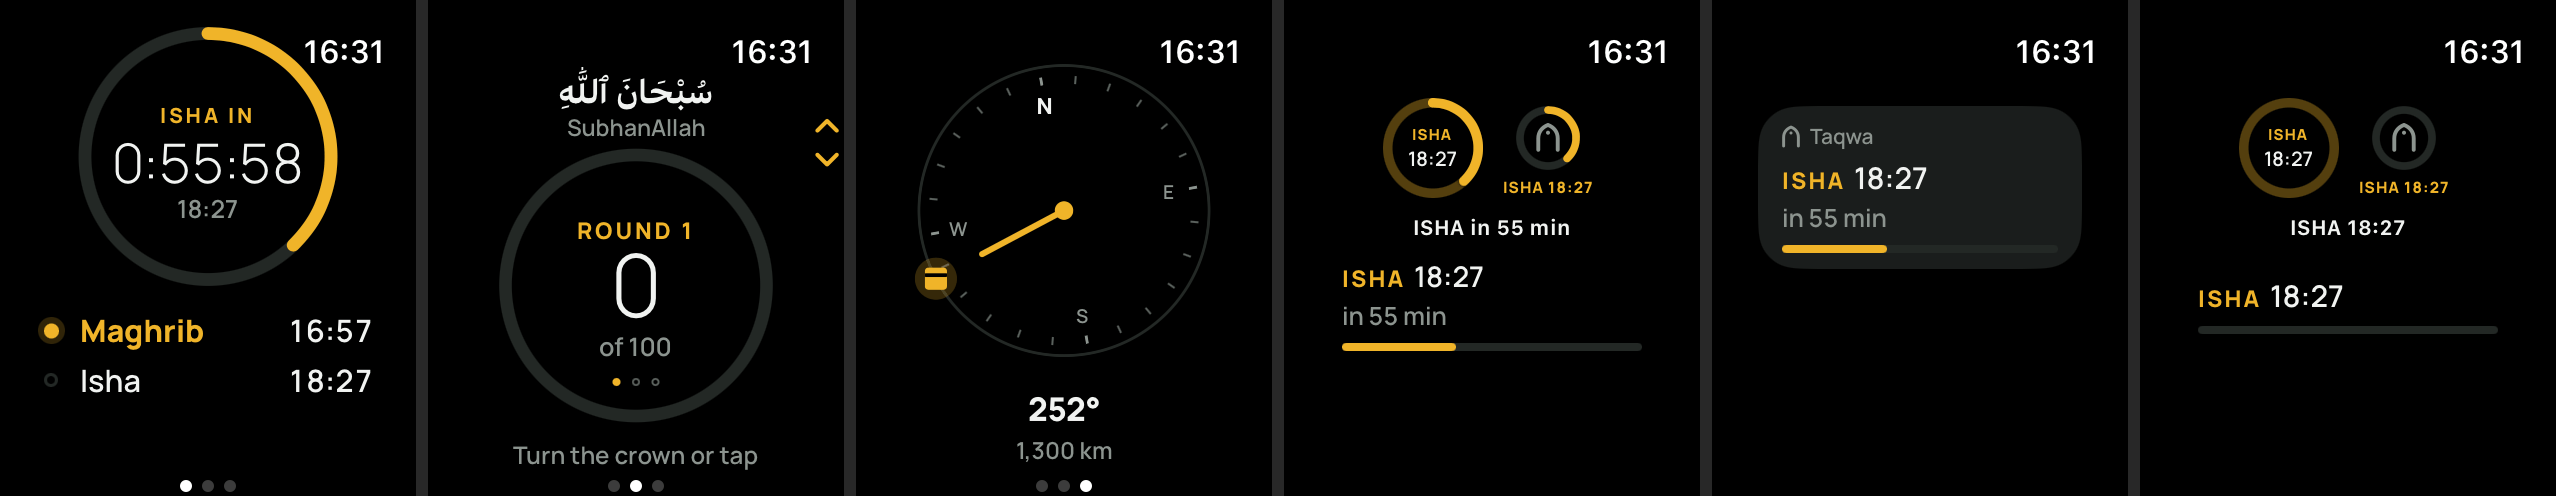 16:31
ISHA IN
0:55:58
18:27
Maghrib 16:57
Isha 18:27
16:31
سُبْحَانَ ٱللَّٰهِ
SubhanAllah
ROUND 1
0
of 100
Turn the crown or tap
16:31
N
E
W
S
252°
1,300 km
16:31
ISHA
18:27
ISHA 18:27
ISHA in 55 min
ISHA 18:27
in 55 min
16:31
Taqwa
ISHA 18:27
in 55 min
16:31
ISHA
18:27
ISHA 18:27
ISHA 18:27
ISHA 18:27